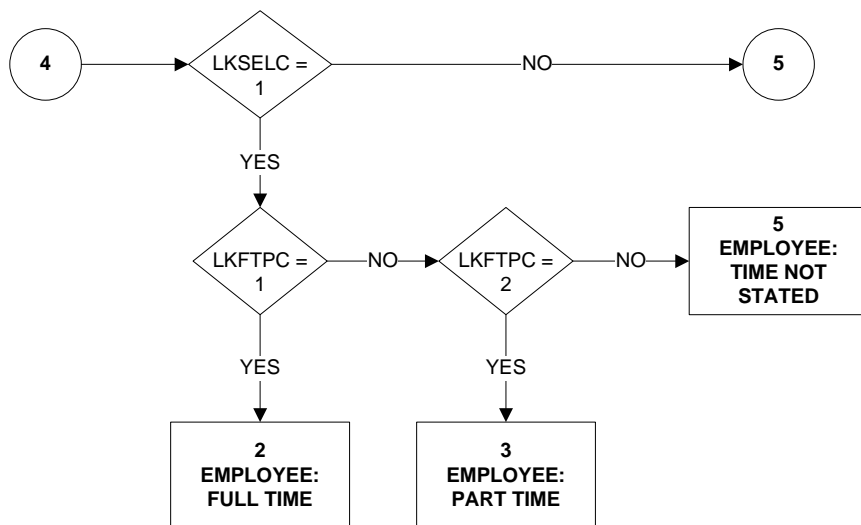 4
LKSELC =
1
NO
5
YES
LKFTPC =
1
NO
LKFTPC =
2
NO
5
EMPLOYEE:
TIME NOT
STATED
YES
YES
2
EMPLOYEE:
FULL TIME
3
EMPLOYEE:
PART TIME